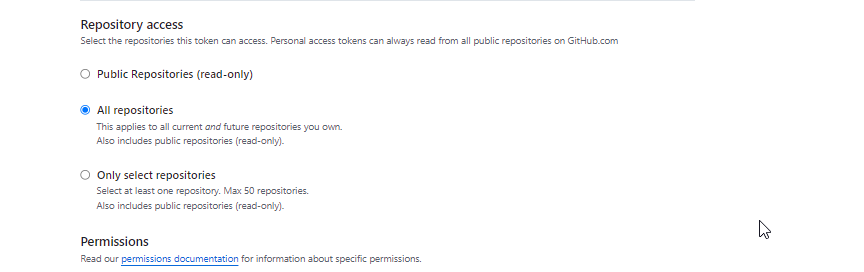 Repository access
Select the repositories this token can access. Personal access tokens can always read from all public repositories on GitHub.com
Public Repositories (read-only)
All repositories
This applies to all current and future repositories you own.
Also includes public repositories (read-only).
Only select repositories
Select at least one repository. Max 50 repositories.
Also includes public repositories (read-only).
Permissions
Read our permissions documentation for information about specific permissions.